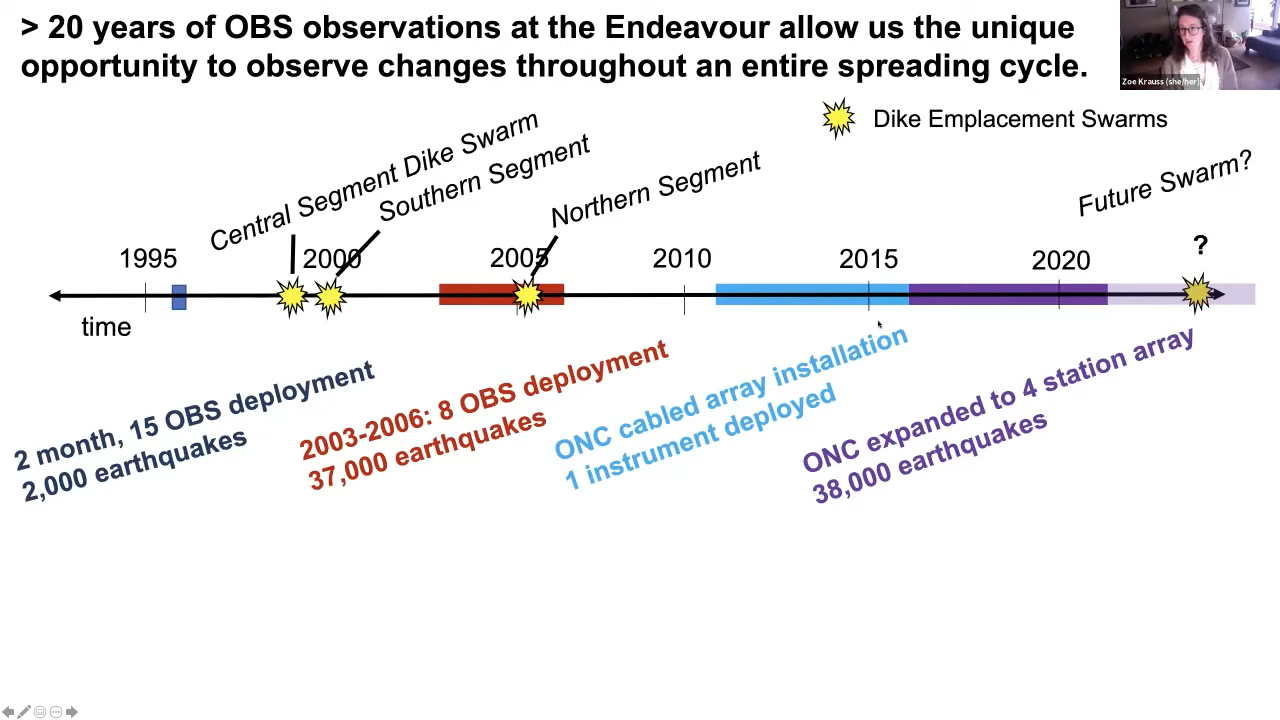 > 20 years of OBS observations at the Endeavour allow us the unique
opportunity to observe changes throughout an entire spreading cycle.
Zoe Krauss (she/her)
Dike Emplacement Swarms
Central Segment Dike Swarm
Southern Segment
Northern Segment
Future Swarm?
?
1995
2000
2005
2010
2015
2020
time
2 month, 15 OBS deployment
2,000 earthquakes
2003-2006: 8 OBS deployment
37,000 earthquakes
ONC cabled array installation
1 instrument deployed
ONC expanded to 4 station array
38,000 earthquakes